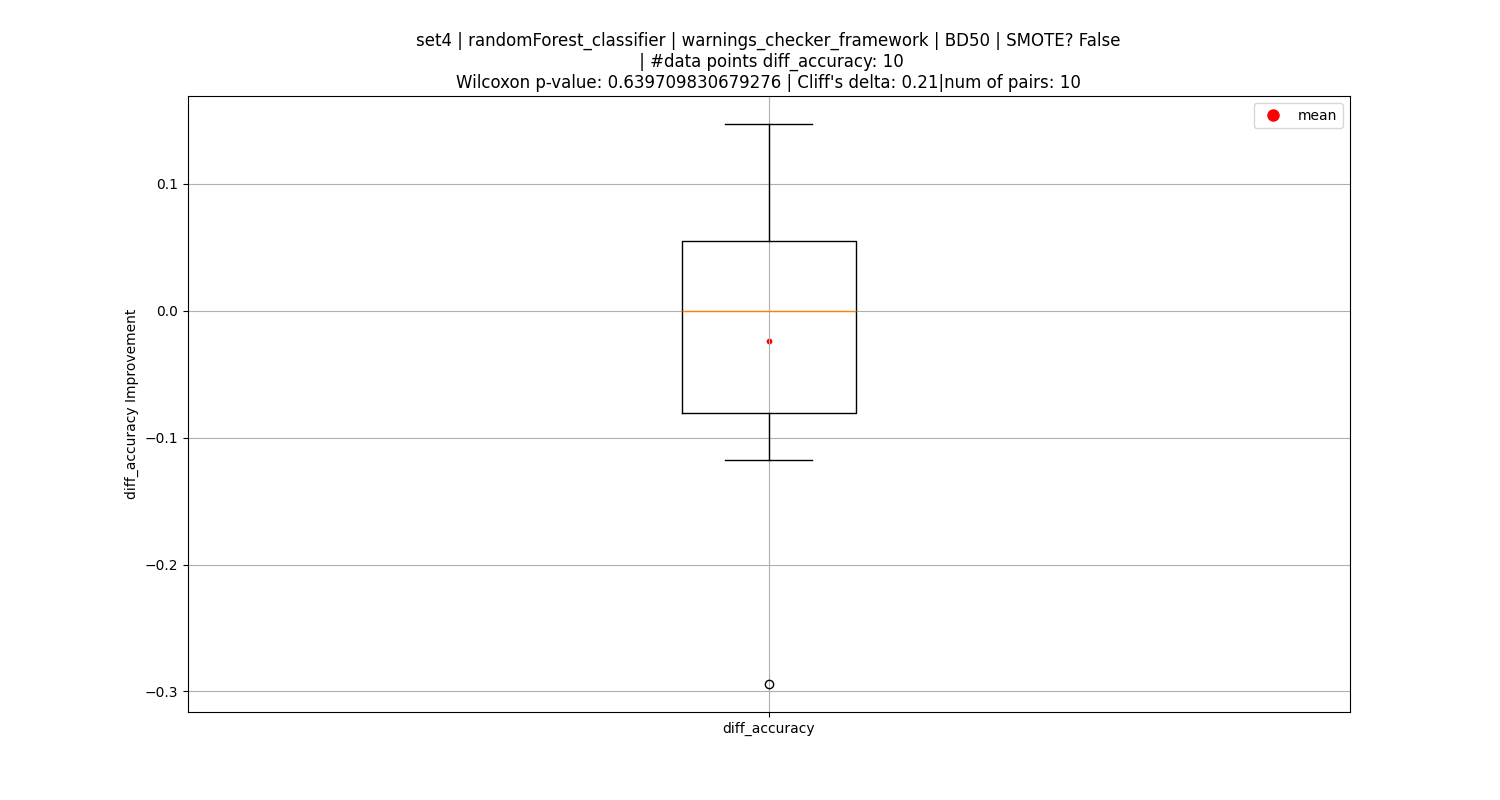 set4 | randomForest_classifier | warnings_checker_framework | BD50 | SMOTE? False
| #data points diff_accuracy: 10
Wilcoxon p-value: 0.639709830679276 | Cliff's delta: 0.21|num of pairs: 10
mean
0.1
0.0
−0.1
−0.2
−0.3
diff_accuracy Improvement
diff_accuracy